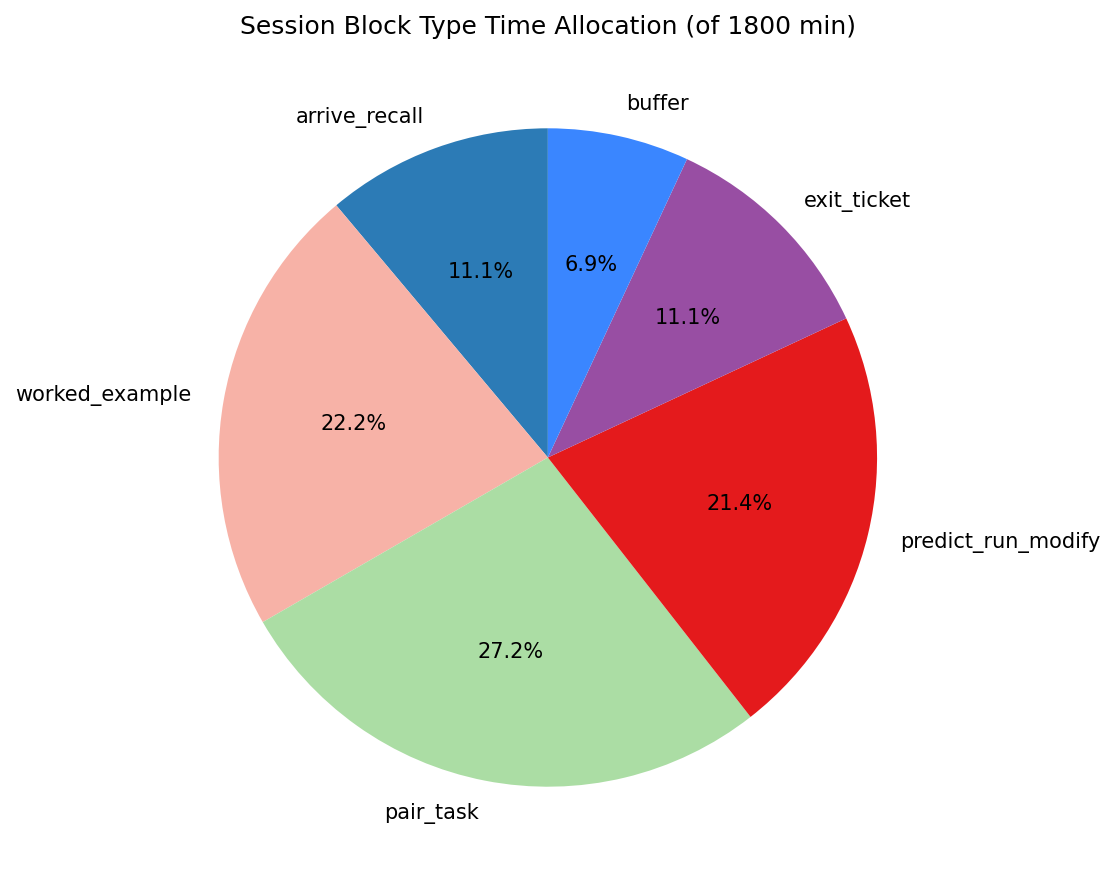 Session Block Type Time Allocation (of 1800 min)
buffer
arrive_recall
exit_ticket
6.9%
11.1%
11.1%
worked_example
22.2%
21.4%
predict_run_modify
27.2%
pair_task